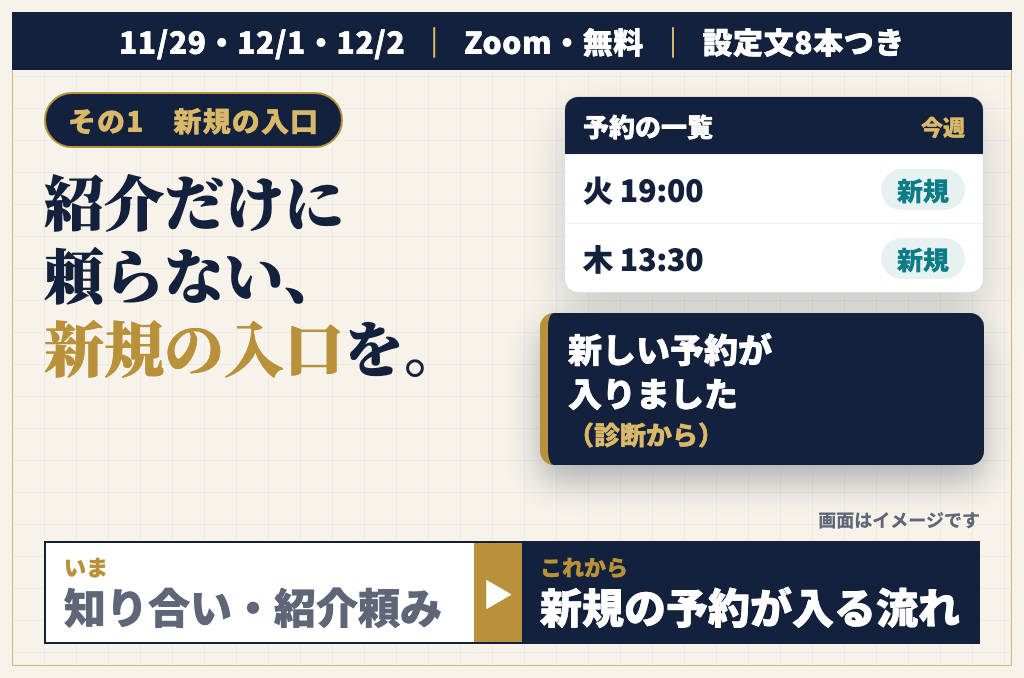 11/29・12/1・12/2 | Zoom・無料 | 設定文8本つき
その1　新規の入口
紹介だけに
頼らない、
新規の入口を。
予約の一覧 今週
火 19:00 新規
木 13:30 新規
新しい予約が
入りました
（診断から）
画面はイメージです
いま
知り合い・紹介頼み
▶
これから
新規の予約が入る流れ